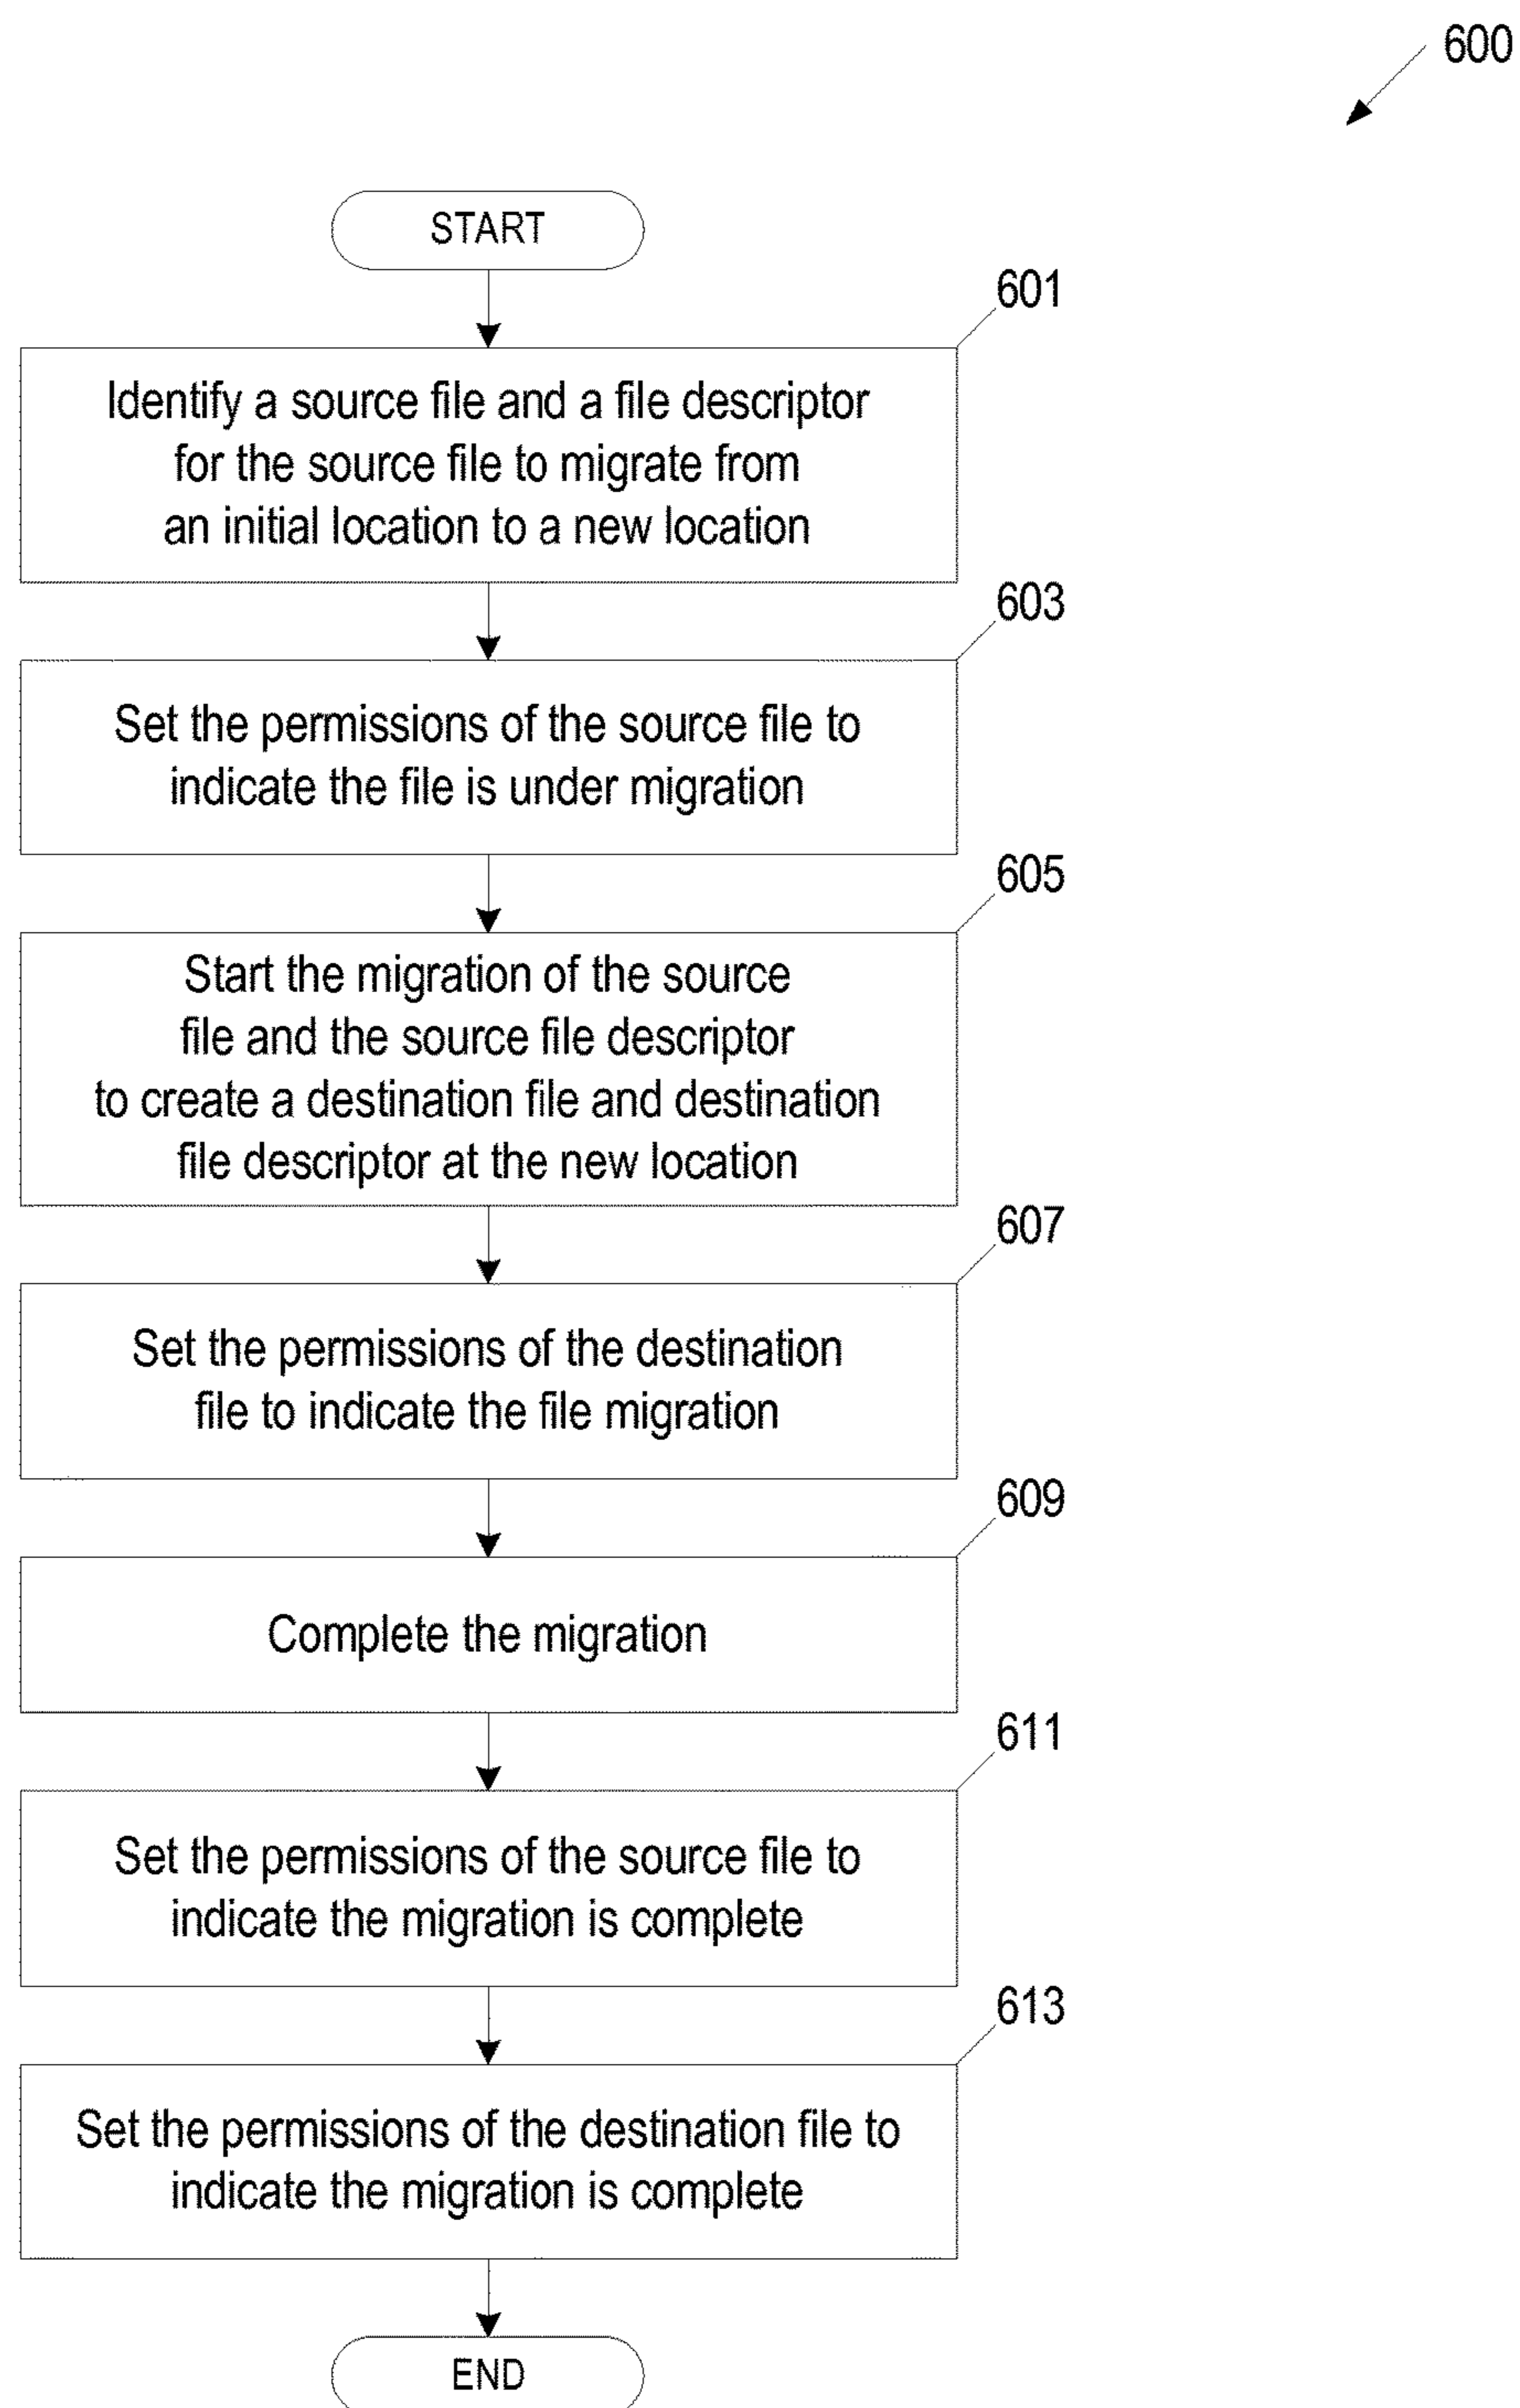 600
START
601
Identify a source file and a file descriptor
for the source file to migrate from
an initial location to a new location
603
Set the permissions of the source file to
indicate the file is under migration
605
Start the migration of the source
file and the source file descriptor
to create a destination file and destination
file descriptor at the new location
607
Set the permissions of the destination
file to indicate the file migration
609
Complete the migration
611
Set the permissions of the source file to
indicate the migration is complete
613
Set the permissions of the destination file to
indicate the migration is complete
END